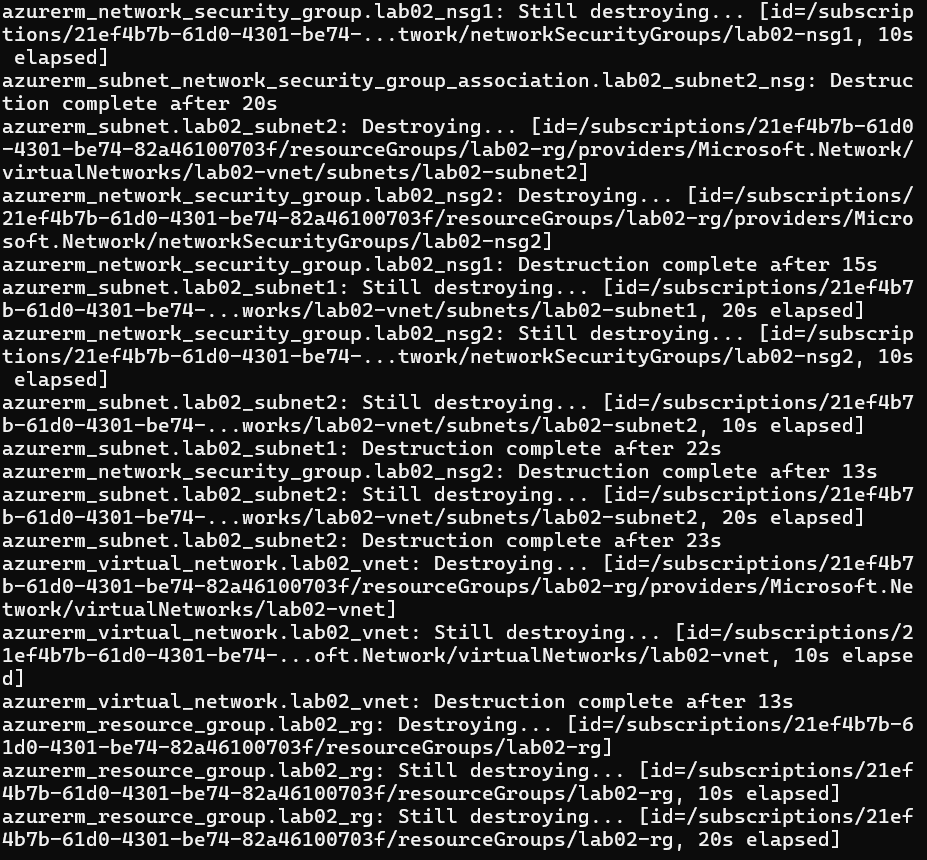 azurerm_network_security_group.lab02_nsg1: Still destroying... [id=/subscrip
tions/21ef4b7b-61d0-4301-be74-...twork/networkSecurityGroups/lab02-nsg1, 10s
 elapsed]
azurerm_subnet_network_security_group_association.lab02_subnet2_nsg: Destruc
tion complete after 20s
azurerm_subnet.lab02_subnet2: Destroying... [id=/subscriptions/21ef4b7b-61d0
-4301-be74-82a46100703f/resourceGroups/lab02-rg/providers/Microsoft.Network/
virtualNetworks/lab02-vnet/subnets/lab02-subnet2]
azurerm_network_security_group.lab02_nsg2: Destroying... [id=/subscriptions/
21ef4b7b-61d0-4301-be74-82a46100703f/resourceGroups/lab02-rg/providers/Micro
soft.Network/networkSecurityGroups/lab02-nsg2]
azurerm_network_security_group.lab02_nsg1: Destruction complete after 15s
azurerm_subnet.lab02_subnet1: Still destroying... [id=/subscriptions/21ef4b7
b-61d0-4301-be74-...works/lab02-vnet/subnets/lab02-subnet1, 20s elapsed]
azurerm_network_security_group.lab02_nsg2: Still destroying... [id=/subscrip
tions/21ef4b7b-61d0-4301-be74-...twork/networkSecurityGroups/lab02-nsg2, 10s
 elapsed]
azurerm_subnet.lab02_subnet2: Still destroying... [id=/subscriptions/21ef4b7
b-61d0-4301-be74-...works/lab02-vnet/subnets/lab02-subnet2, 10s elapsed]
azurerm_subnet.lab02_subnet1: Destruction complete after 22s
azurerm_network_security_group.lab02_nsg2: Destruction complete after 13s
azurerm_subnet.lab02_subnet2: Still destroying... [id=/subscriptions/21ef4b7
b-61d0-4301-be74-...works/lab02-vnet/subnets/lab02-subnet2, 20s elapsed]
azurerm_subnet.lab02_subnet2: Destruction complete after 23s
azurerm_virtual_network.lab02_vnet: Destroying... [id=/subscriptions/21ef4b7
b-61d0-4301-be74-82a46100703f/resourceGroups/lab02-rg/providers/Microsoft.Ne
twork/virtualNetworks/lab02-vnet]
azurerm_virtual_network.lab02_vnet: Still destroying... [id=/subscriptions/2
1ef4b7b-61d0-4301-be74-...oft.Network/virtualNetworks/lab02-vnet, 10s elapse
d]
azurerm_virtual_network.lab02_vnet: Destruction complete after 13s
azurerm_resource_group.lab02_rg: Destroying... [id=/subscriptions/21ef4b7b-6
1d0-4301-be74-82a46100703f/resourceGroups/lab02-rg]
azurerm_resource_group.lab02_rg: Still destroying... [id=/subscriptions/21ef
4b7b-61d0-4301-be74-82a46100703f/resourceGroups/lab02-rg, 10s elapsed]
azurerm_resource_group.lab02_rg: Still destroying... [id=/subscriptions/21ef
4b7b-61d0-4301-be74-82a46100703f/resourceGroups/lab02-rg, 20s elapsed]